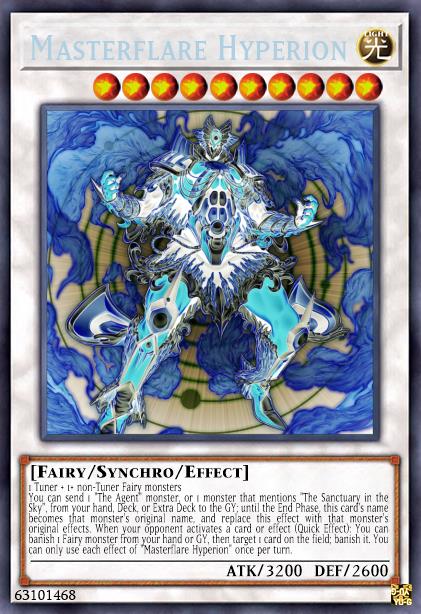 MASTERFLARE HYPERION
LIGHT
光
[FAIRY/SYNCHRO/EFFECT]
1 Tuner + 1+ non-Tuner Fairy monsters
You can send 1 "The Agent" monster, or 1 monster that mentions "The Sanctuary in the
Sky", from your hand, Deck, or Extra Deck to the GY; until the End Phase, this card's name
becomes that monster's original name, and replace this effect with that monster's
original effects. When your opponent activates a card or effect (Quick Effect): You can
banish 1 Fairy monster from your hand or GY, then target 1 card on the field; banish it. You
can only use each effect of "Masterflare Hyperion" once per turn.
ATK/3200 DEF/2600
63101468